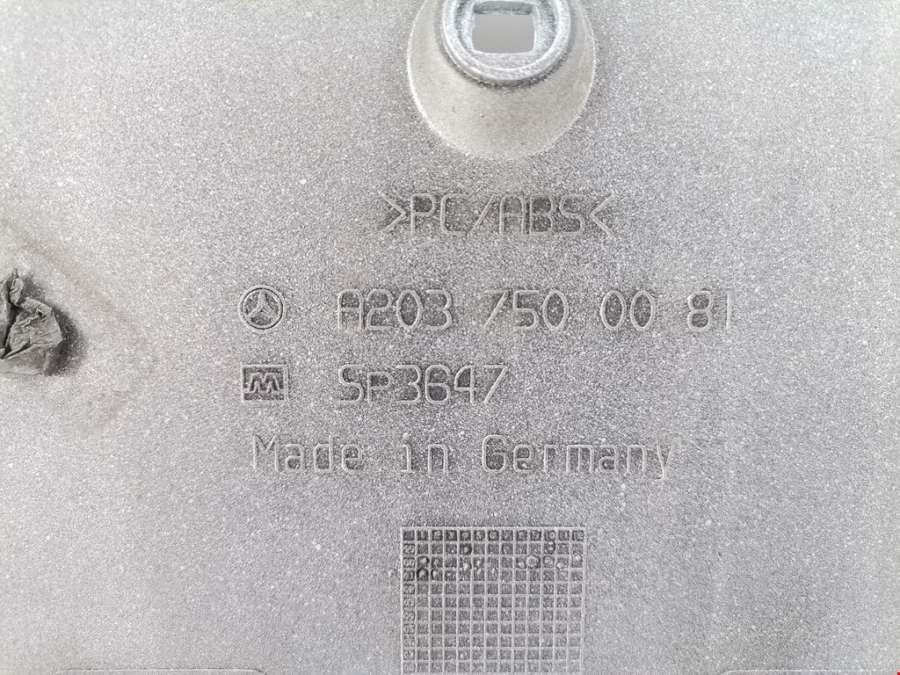 >PC/ABS<
A203 750 00 81
SP3647
Made in Germany